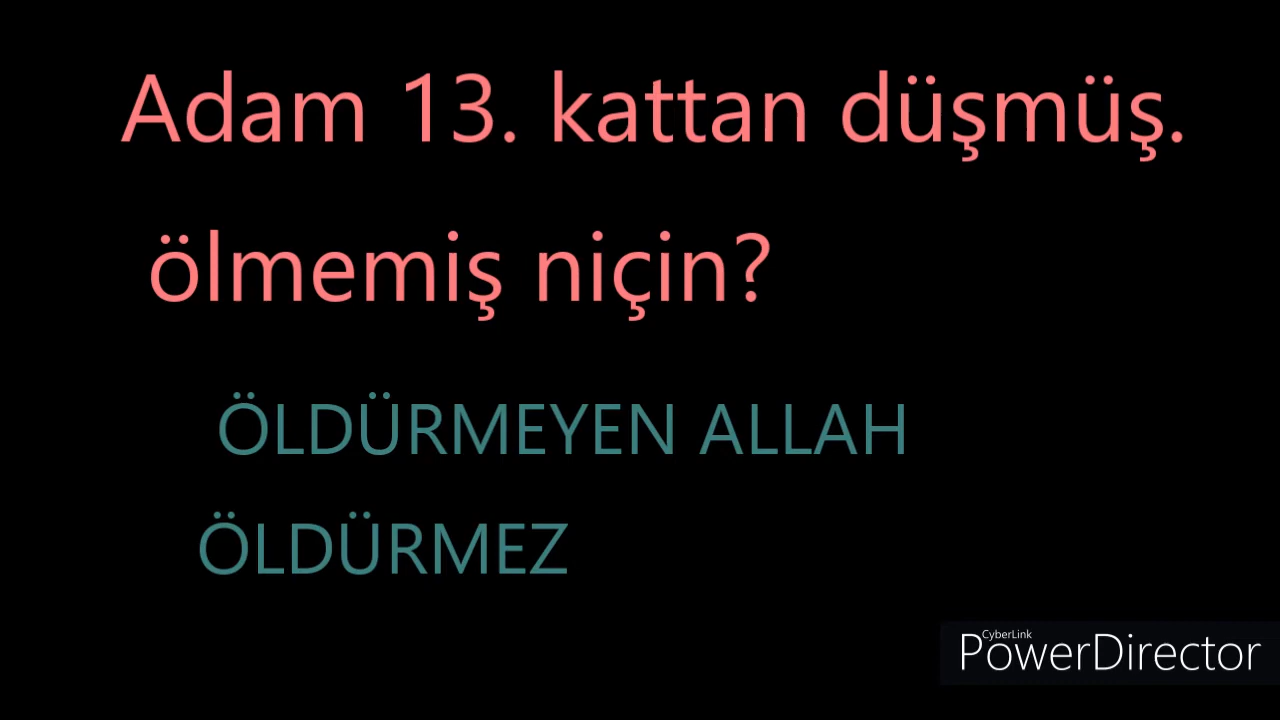 Adam 13. kattan düşmüş.
ölmemiş niçin?
ÖLDÜRMEYEN ALLAH
ÖLDÜRMEZ
CyberLink
PowerDirector